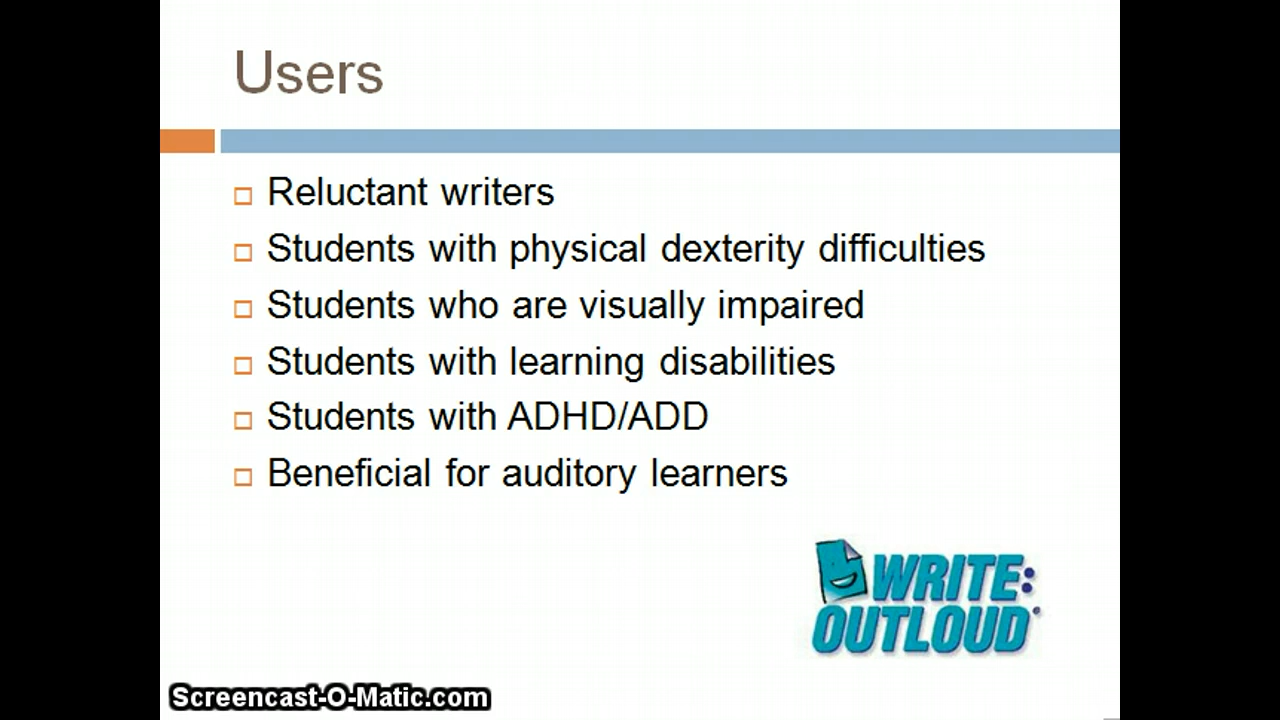 Users
Reluctant writers
Students with physical dexterity difficulties
Students who are visually impaired
Students with learning disabilities
Students with ADHD/ADD
Beneficial for auditory learners
WRITE:
OUTLOUD
Screencast-O-Matic.com